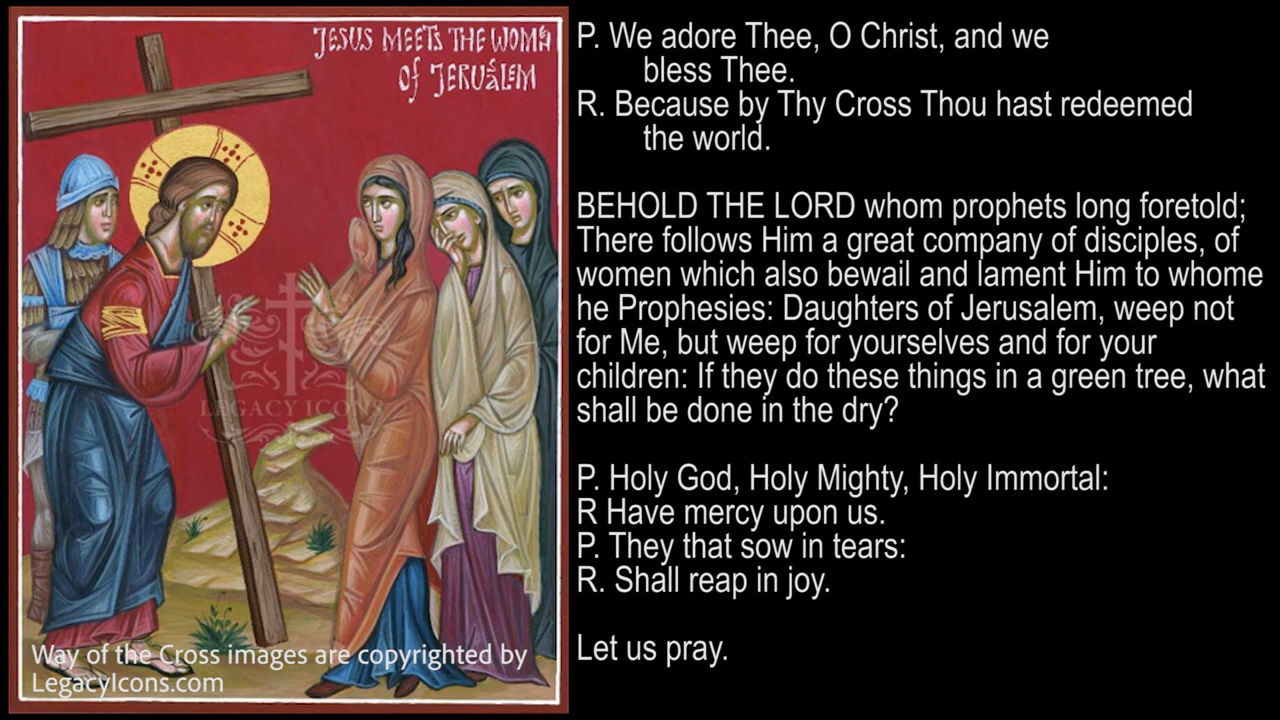 JESUS MEETS THE WOMÑ
of JERUSALEM
LEGACY ICONS
Way of the Cross images are copyrighted by
LegacyIcons.com
P. We adore Thee, O Christ, and we
bless Thee.
R. Because by Thy Cross Thou hast redeemed
the world.
BEHOLD THE LORD whom prophets long foretold;
There follows Him a great company of disciples, of
women which also bewail and lament Him to whome
he Prophesies: Daughters of Jerusalem, weep not
for Me, but weep for yourselves and for your
children: If they do these things in a green tree, what
shall be done in the dry?
P. Holy God, Holy Mighty, Holy Immortal:
R Have mercy upon us.
P. They that sow in tears:
R. Shall reap in joy.
Let us pray.